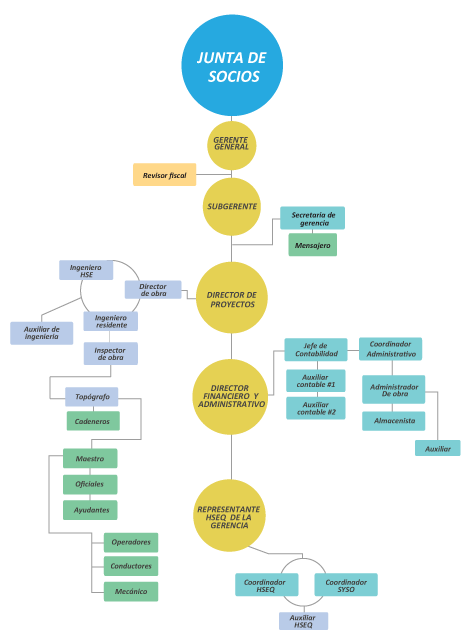 JUNTA DE
SOCIOS
GERENTE
GENERAL
Revisor fiscal
SUBGERENTE
Secretaria de
gerencia
Mensajero
Ingeniero
HSE
Director
de obra
DIRECTOR DE
PROYECTOS
Auxiliar de
Ingenieria
Ingeniero
residente
Inspector
de obra
Topógrafo
Cadeneros
Maestro
Oficiales
Ayudantes
Operadores
Conductores
Mecánico
Jefe de
Contabilidad
Coordinador
Administrativo
DIRECTOR
FINANCIERO Y
ADMINISTRATIVO
Auxiliar
contable #1
Auxiliar
contable #2
Administrador
De obra
Almacenista
Auxiliar
REPRESENTANTE
HSEQ DE LA
GERENCIA
Coordinador
HSEQ
Coordinador
SYSO
Auxiliar
HSEQ